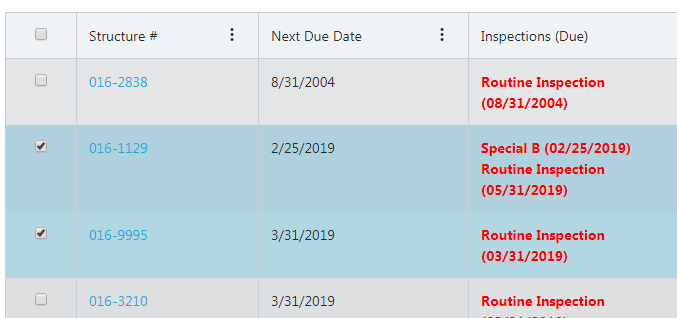 Structure #
Next Due Date
Inspections (Due)
016-2838
8/31/2004
Routine Inspection
(08/31/2004)
016-1129
2/25/2019
Special B (02/25/2019)
Routine Inspection
(05/31/2019)
016-9995
3/31/2019
Routine Inspection
(03/31/2019)
016-3210
3/31/2019
Routine Inspection